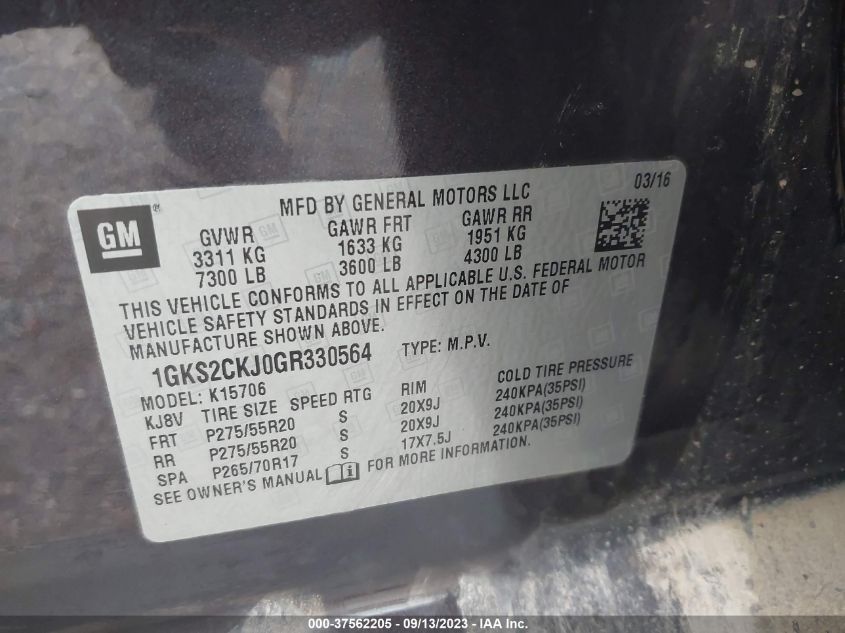 GM
MFD BY GENERAL MOTORS LLC
03/16
GVWR GAWR FRT GAWR RR
3311 KG 1633 KG 1951 KG
7300 LB 3600 LB 4300 LB
THIS VEHICLE CONFORMS TO ALL APPLICABLE U.S. FEDERAL MOTOR
VEHICLE SAFETY STANDARDS IN EFFECT ON THE DATE OF
MANUFACTURE SHOWN ABOVE.
1GKS2CKJ0GR330564 TYPE: M.P.V.
MODEL: K15706
KJ8V TIRE SIZE SPEED RTG RIM COLD TIRE PRESSURE
FRT P275/55R20 S 20X9J 240KPA(35PSI)
RR P275/55R20 S 20X9J 240KPA(35PSI)
SPA P265/70R17 S 17X7.5J 240KPA(35PSI)
SEE OWNER'S MANUAL FOR MORE INFORMATION.
000-37562205 - 09/13/2023 - IAA Inc.